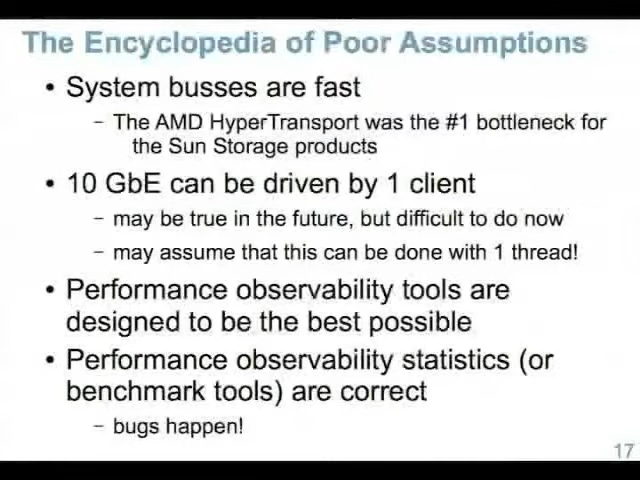 The Encyclopedia of Poor Assumptions
• System busses are fast
– The AMD HyperTransport was the #1 bottleneck for
the Sun Storage products
• 10 GbE can be driven by 1 client
– may be true in the future, but difficult to do now
– may assume that this can be done with 1 thread!
• Performance observability tools are
designed to be the best possible
• Performance observability statistics (or
benchmark tools) are correct
– bugs happen!
17